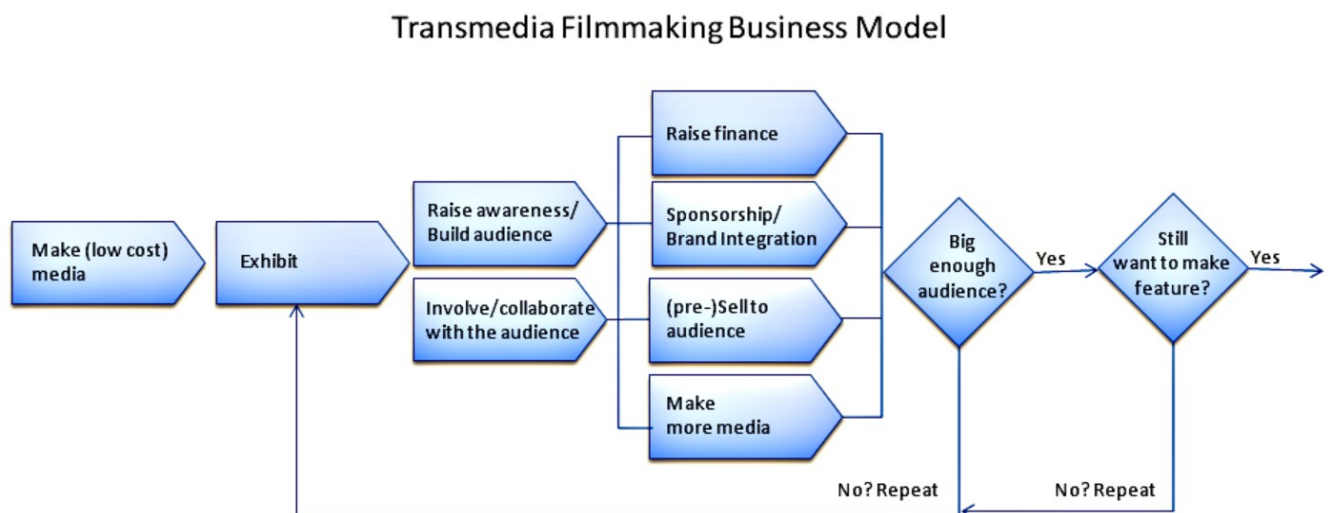 Transmedia Filmmaking Business Model
Make (low cost)
media
Exhibit
Raise awareness/
Build audience
Involve/collaborate
with the audience
Raise finance
Sponsorship/
Brand Integration
(pre-)Sell to
audience
Make
more media
Big
enough
audience?
Yes
Still
want to make
feature?
Yes
No? Repeat
No? Repeat